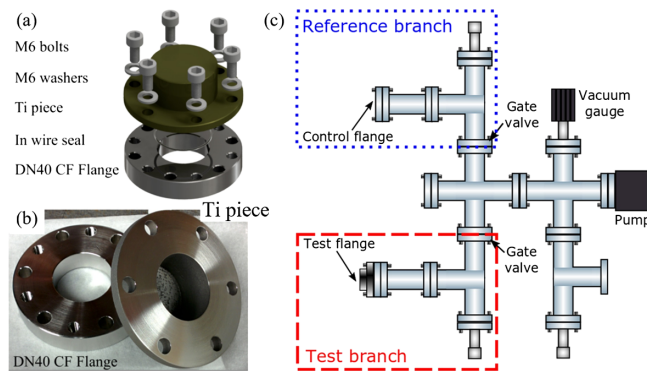 (a)
M6 bolts
M6 washers
Ti piece
In wire seal
DN40 CF Flange
(b)
Ti piece
DN40 CF Flange
(c)
Reference branch
Control flange
Gate
valve
Vacuum
gauge
Pump
Test flange
Gate
valve
Test branch